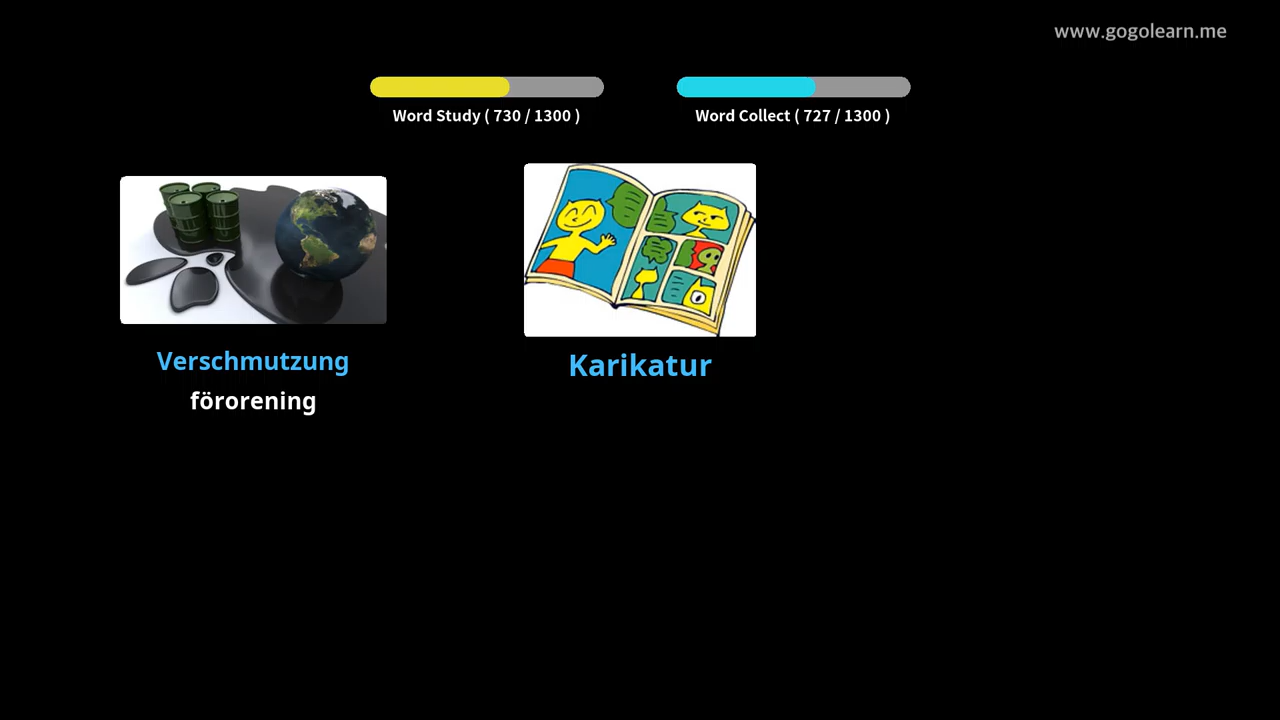 www.gogolearn.me
Word Study ( 730 / 1300 )
Word Collect ( 727 / 1300 )
Verschmutzung
förorening
Karikatur